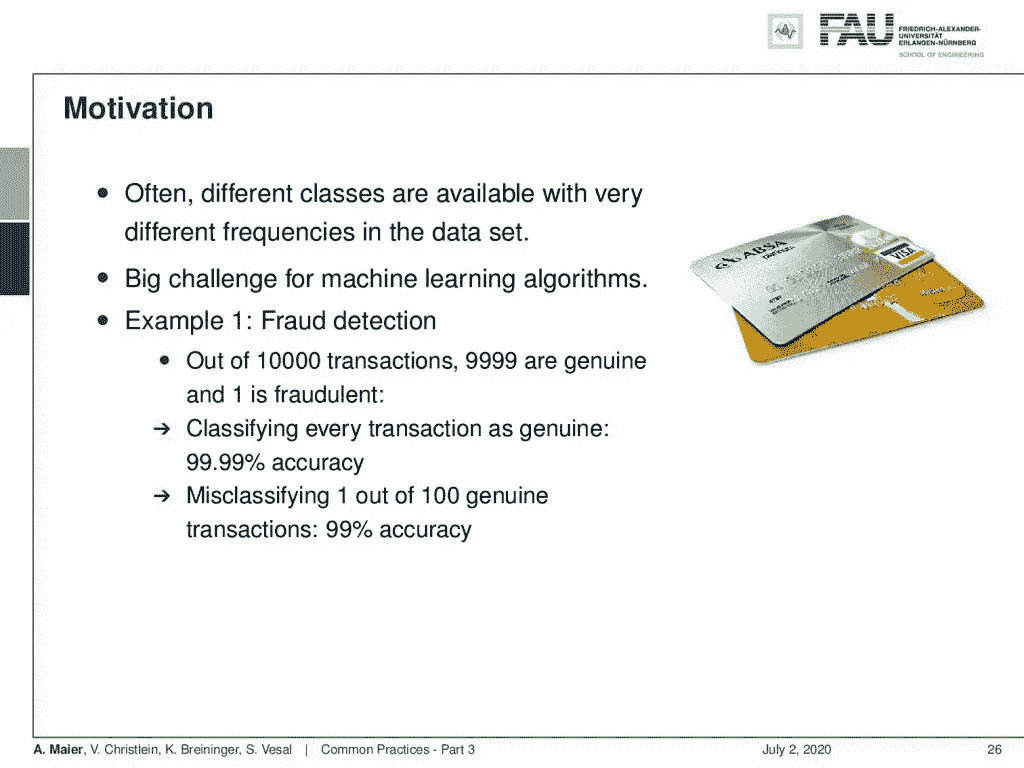 FAU
FRIEDRICH-ALEXANDER-
UNIVERSITÄT
ERLANGEN-NÜRNBERG
SCHOOL OF ENGINEERING
Motivation
• Often, different classes are available with very
different frequencies in the data set.
• Big challenge for machine learning algorithms.
• Example 1: Fraud detection
• Out of 10000 transactions, 9999 are genuine
and 1 is fraudulent:
➔ Classifying every transaction as genuine:
99.99% accuracy
➔ Misclassifying 1 out of 100 genuine
transactions: 99% accuracy
ABSA
platinum
VISA
A. Maier, V. Christlein, K. Breininger, S. Vesal | Common Practices - Part 3
July 2, 2020
26